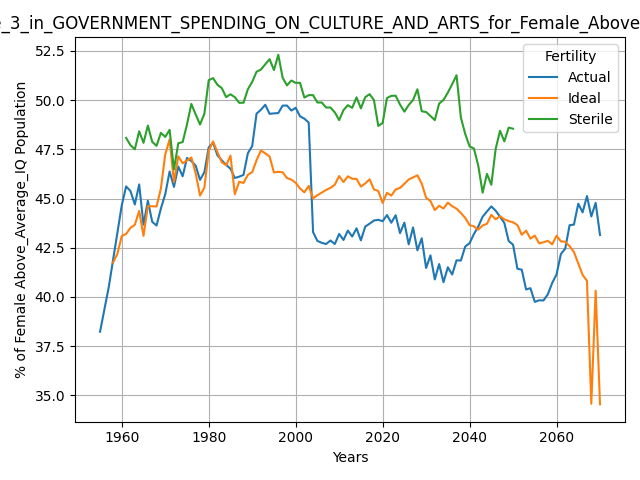 _3_in_GOVERNMENT_SPENDING_ON_CULTURE_AND_ARTS_for_Female_Above
Fertility
Actual
Ideal
Sterile
% of Female Above_Average_IQ Population
52.5
50.0
47.5
45.0
42.5
40.0
37.5
35.0
1960
1980
2000
2020
2040
2060
Years